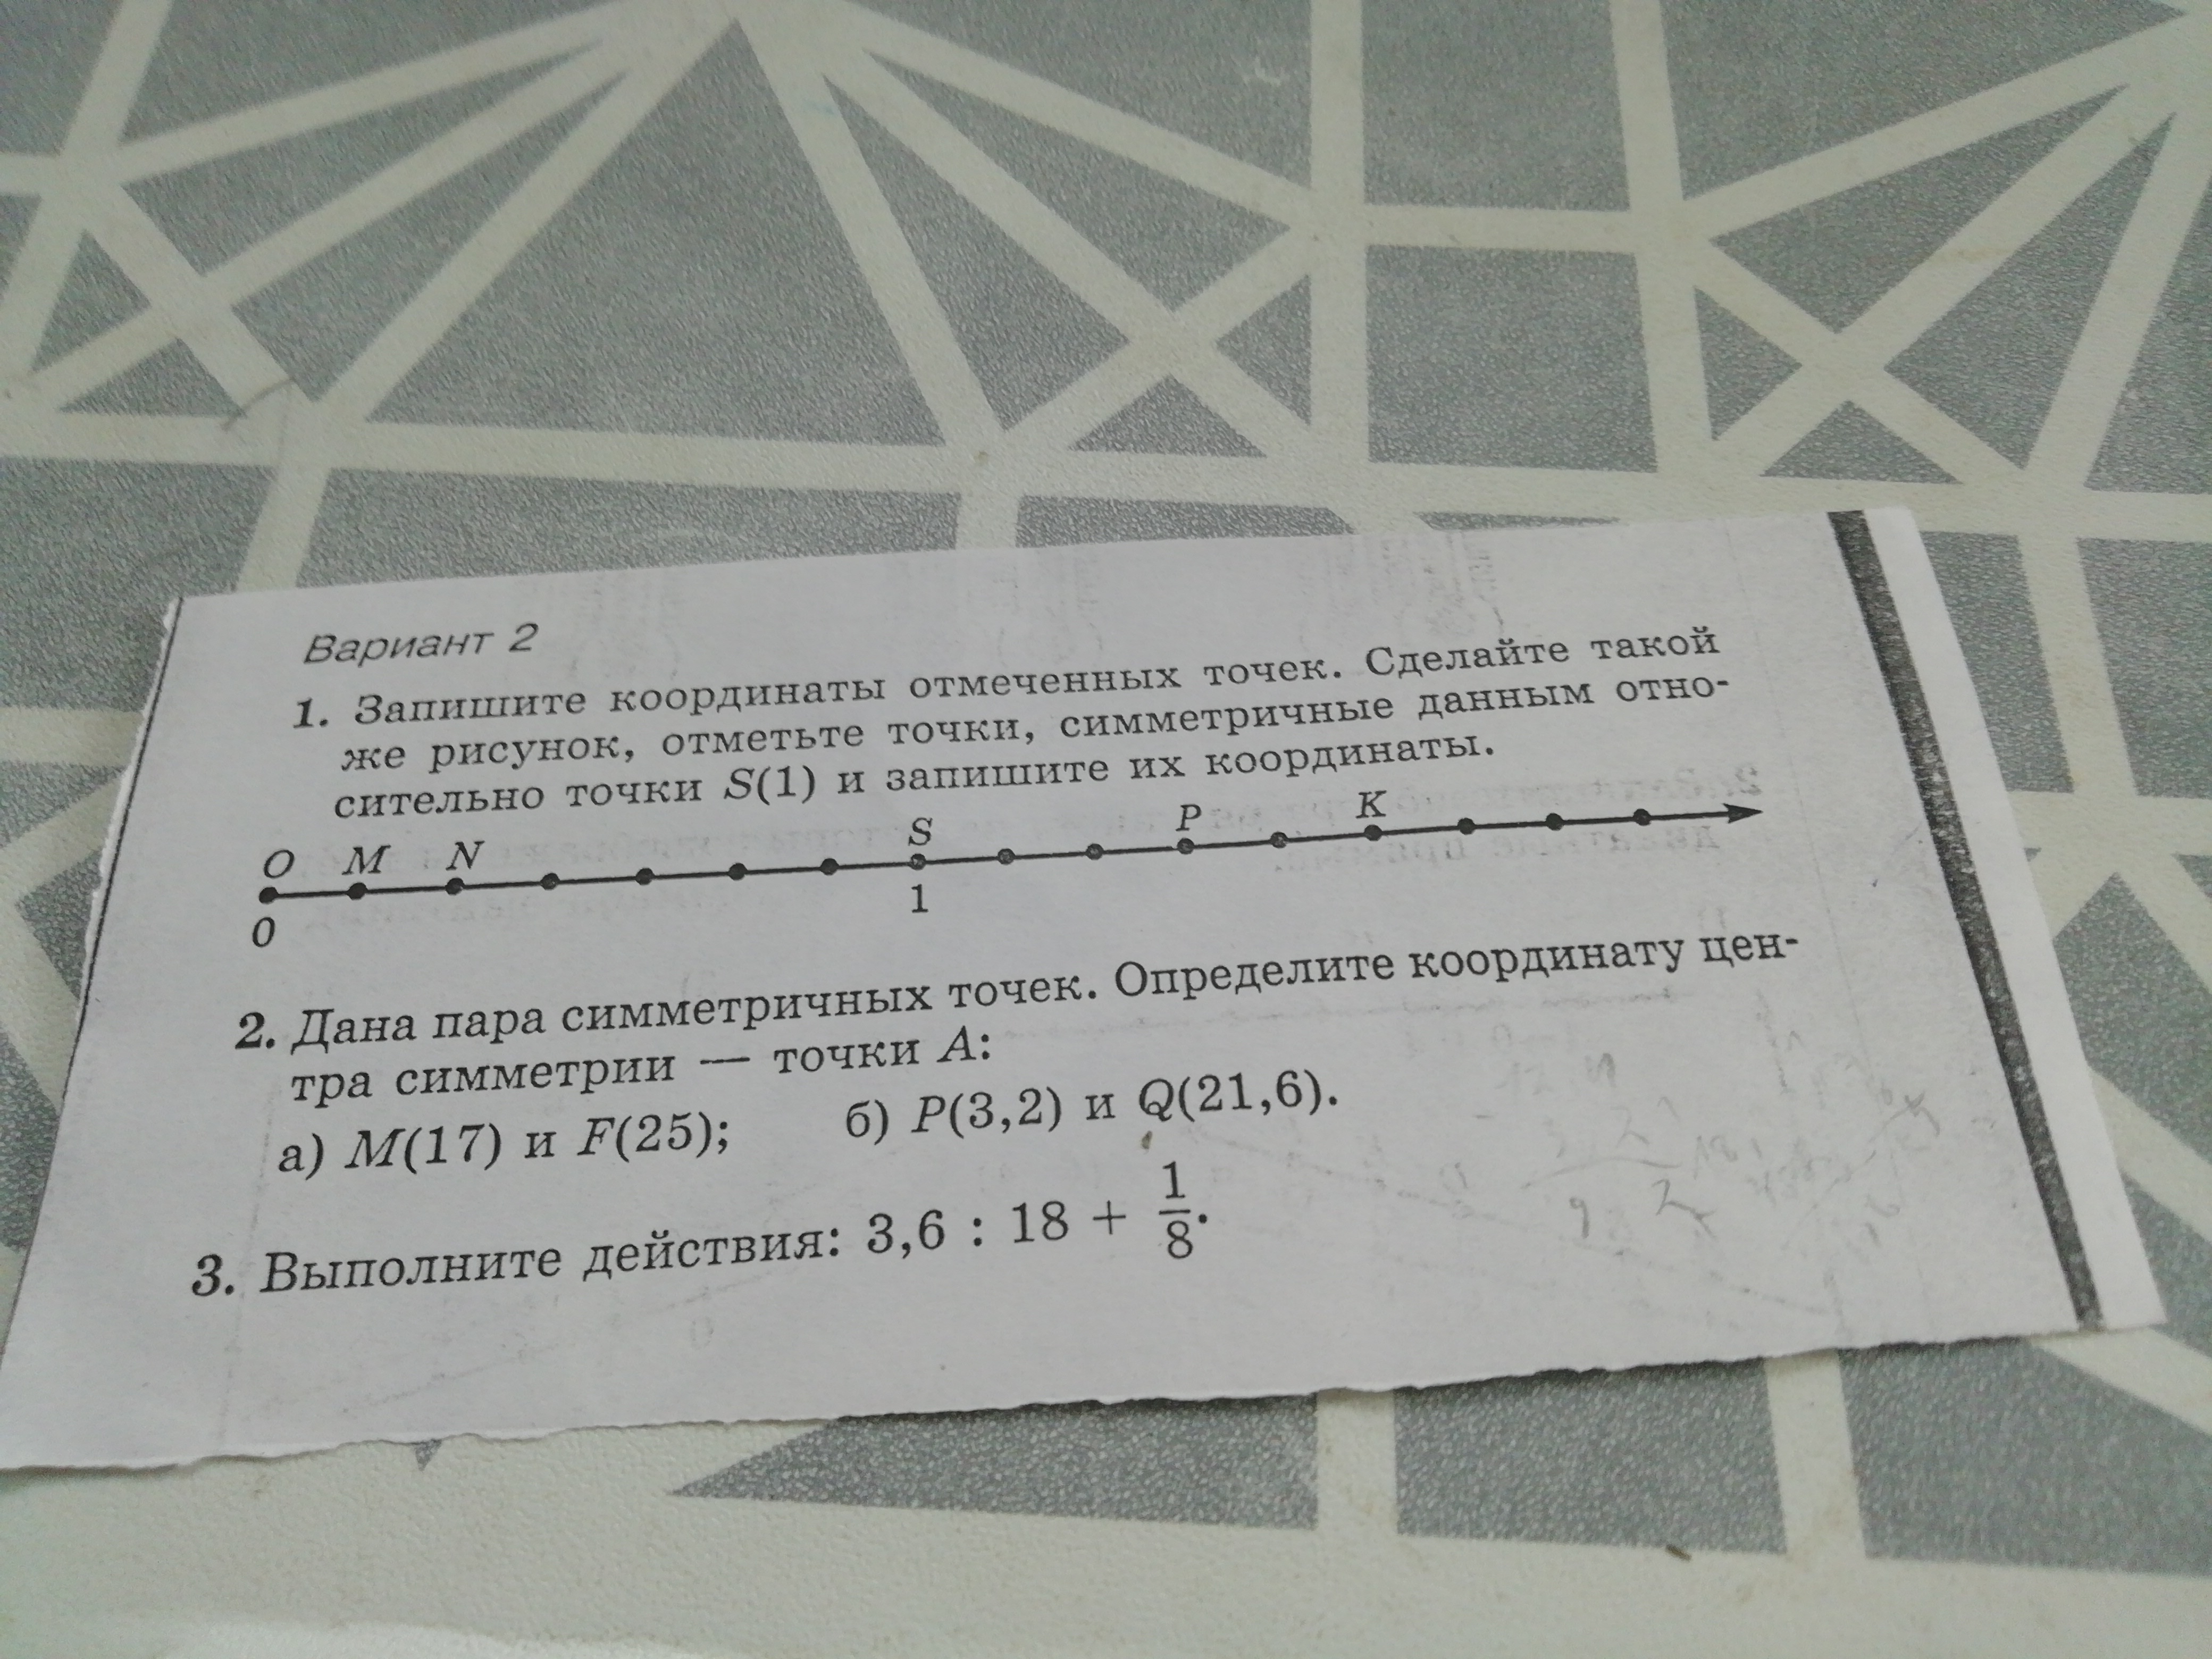 Вариант 2
1. Запишите координаты отмеченных точек. Сделайте такой
же рисунок, отметьте точки, симметричные данным отно-
сительно точки S(1) и запишите их координаты.
O M N S P K
0 1
2. Дана пара симметричных точек. Определите координату цен-
тра симметрии — точки A:
а) M(17) и F(25); б) P(3,2) и Q(21,6).
3. Выполните действия: 3,6 : 18 + 1/8.